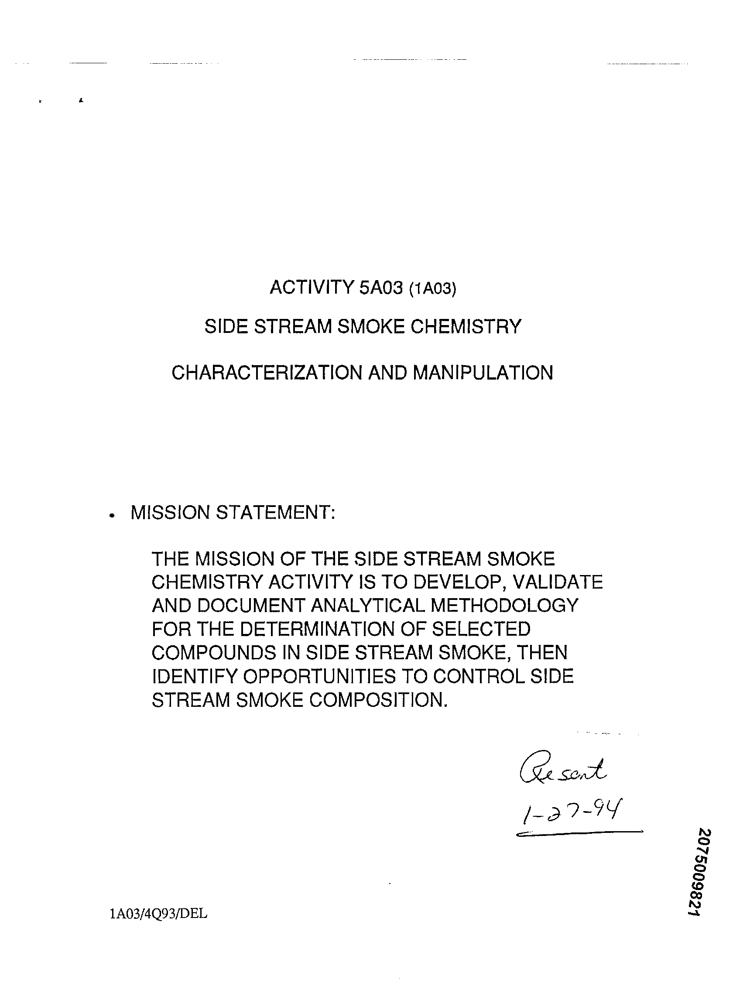 ACTIVITY 5A03 (1A03)
SIDE STREAM SMOKE CHEMISTRY
CHARACTERIZATION AND MANIPULATION
• MISSION STATEMENT:
THE MISSION OF THE SIDE STREAM SMOKE
CHEMISTRY ACTIVITY IS TO DEVELOP, VALIDATE
AND DOCUMENT ANALYTICAL METHODOLOGY
FOR THE DETERMINATION OF SELECTED
COMPOUNDS IN SIDE STREAM SMOKE, THEN
IDENTIFY OPPORTUNITIES TO CONTROL SIDE
STREAM SMOKE COMPOSITION.
Resent
1-27-94
2075009821
1A03/4Q93/DEL